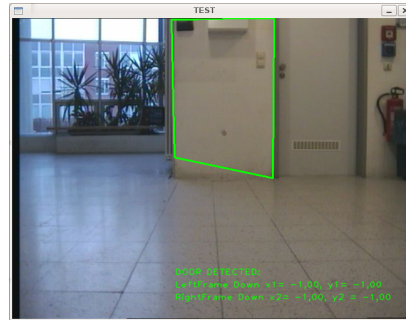 TEST
DOOR DETECTED:
LeftFrame Down x1= -1,00, y1= -1,00
RightFrame Down x2= -1,00, y2 = -1,00